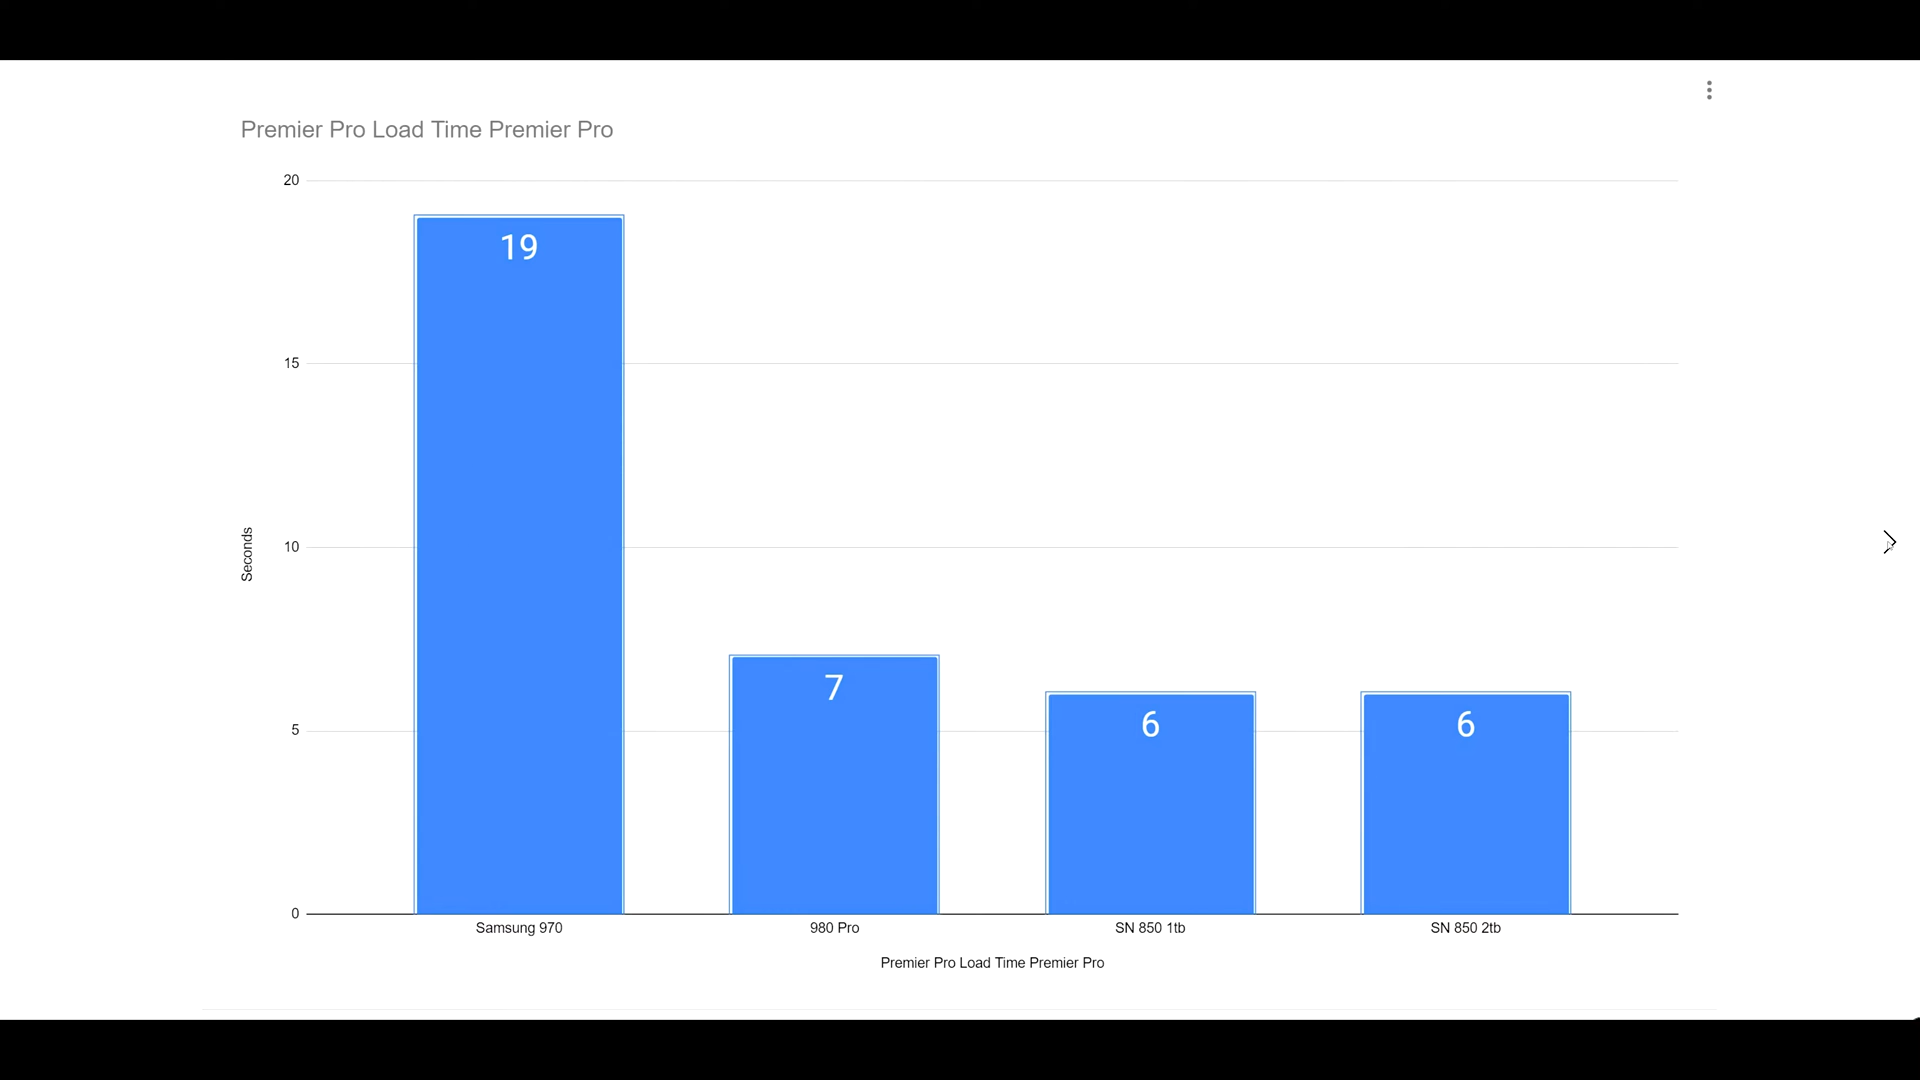 Premier Pro Load Time Premier Pro
20
19
15
Seconds
10
7
6
6
5
0
Samsung 970
980 Pro
SN 850 1tb
SN 850 2tb
Premier Pro Load Time Premier Pro